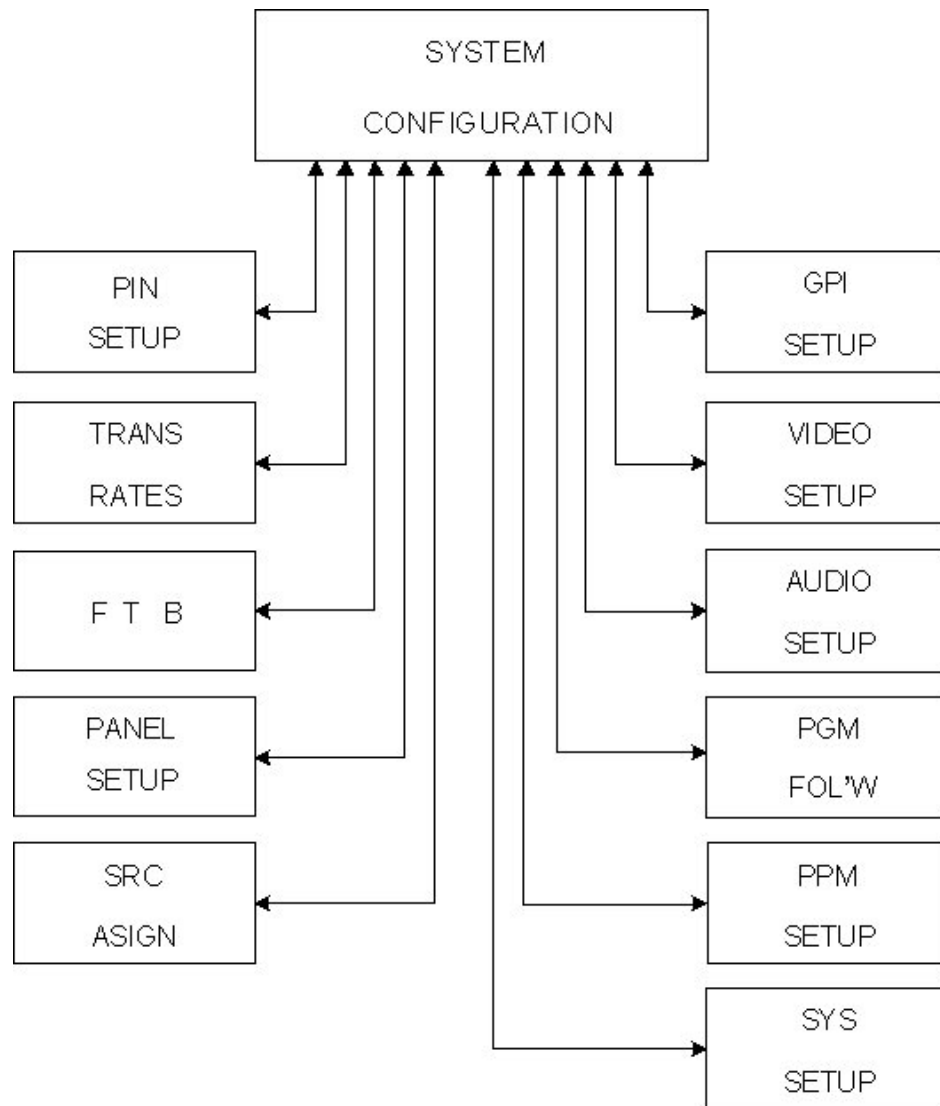 SYSTEM
CONFIGURATION
PIN
SETUP
TRANS
RATES
F T B
PANEL
SETUP
SRC
ASIGN
GPI
SETUP
VIDEO
SETUP
AUDIO
SETUP
PGM
FOL'W
PPM
SETUP
SYS
SETUP